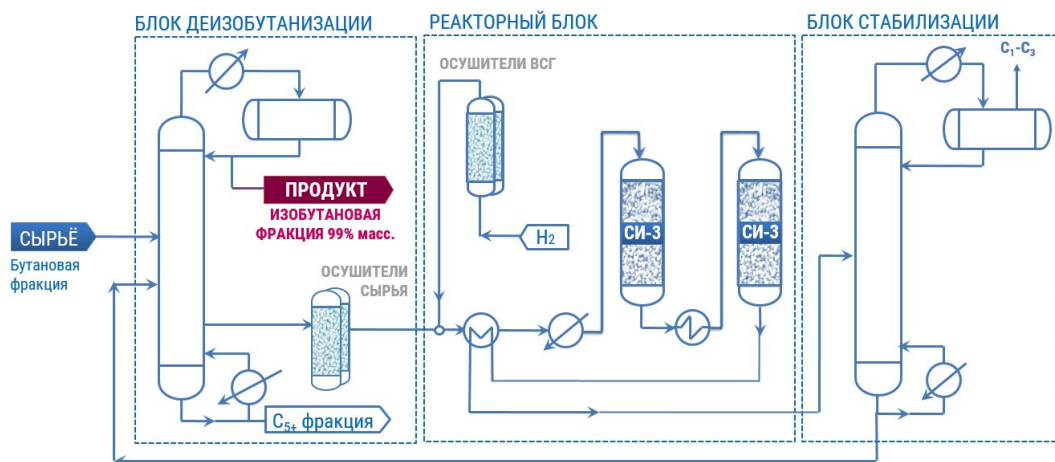 БЛОК ДЕИЗОБУТАНИЗАЦИИ
РЕАКТОРНЫЙ БЛОК
БЛОК СТАБИЛИЗАЦИИ
C₁-C₃
ОСУШИТЕЛИ ВСГ
ПРОДУКТ
ИЗОБУТАНОВАЯ
ФРАКЦИЯ 99% масс.
СЫРЬЁ
Бутановая
фракция
H₂
СИ-3
СИ-3
ОСУШИТЕЛИ
СЫРЬЯ
C₅₊ фракция